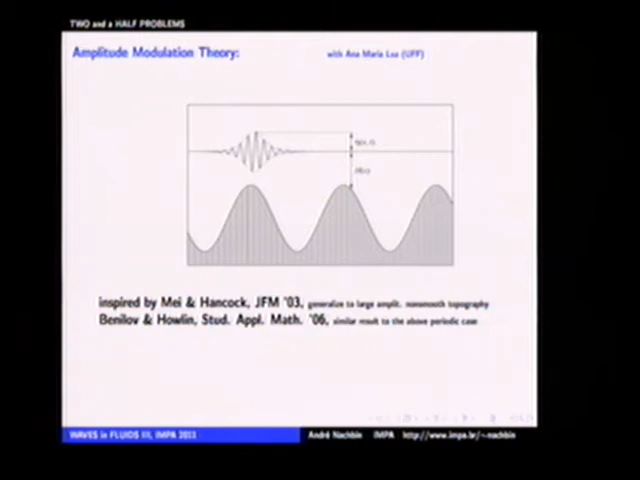 TWO and a HALF PROBLEMS
Amplitude Modulation Theory:
with Ana Maria Luz (UFF)
inspired by Mei & Hancock, JFM '03, generalize to large amplit. nonsmooth topography
Benilov & Howlin, Stud. Appl. Math. '06, similar result to the above periodic case
WAVES in FLUIDS III, IMPA 2011
André Nachbin IMPA http://www.impa.br/~nachbin